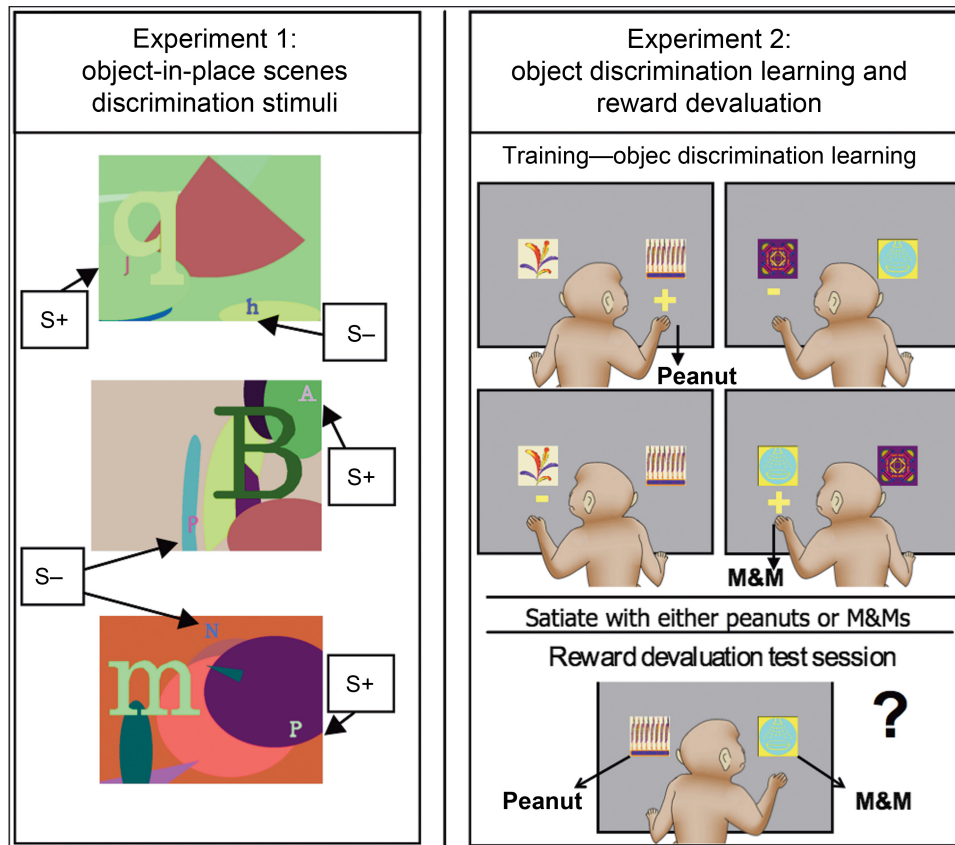 Experiment 1:
object-in-place scenes
discrimination stimuli
q
J
h
S+
S–
B
A
P
S+
S–
N
m
P
S+
Experiment 2:
object discrimination learning and
reward devaluation
Training—objec discrimination learning
+
-
Peanut
-
+
M&M
Satiate with either peanuts or M&Ms
Reward devaluation test session
?
Peanut
M&M